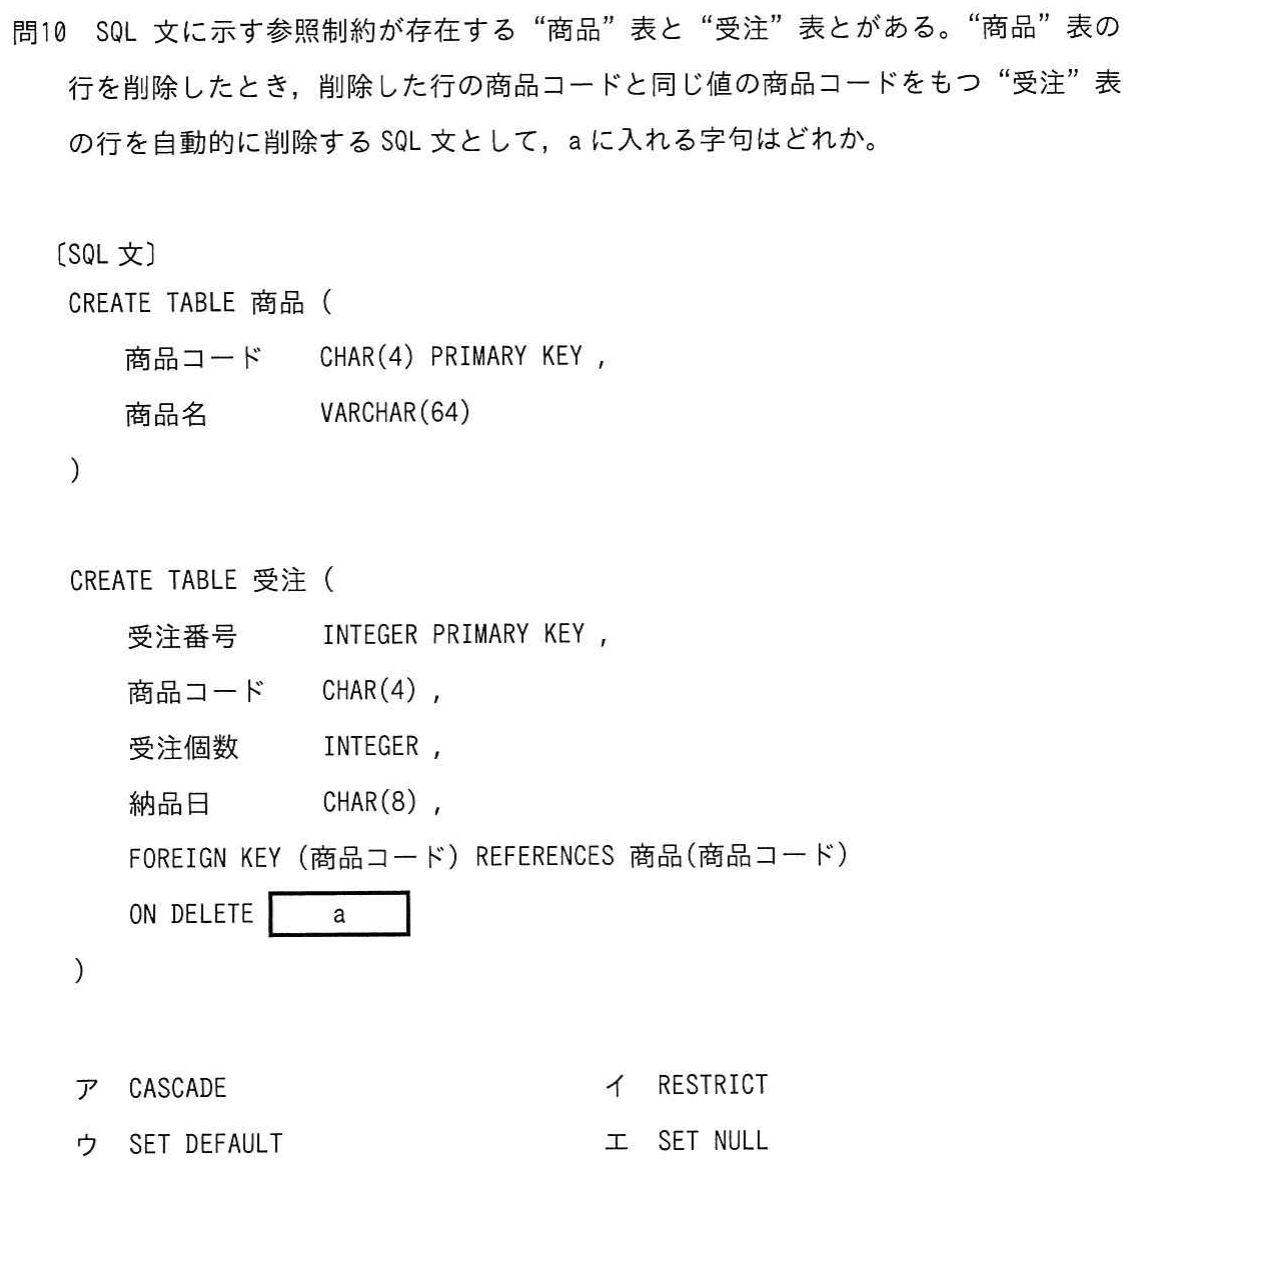 問10 SQL 文に示す参照制約が存在する“商品”表と“受注”表とがある。“商品”表の
行を削除したとき，削除した行の商品コードと同じ値の商品コードをもつ“受注”表
の行を自動的に削除する SQL 文として，a に入れる字句はどれか。
〔SQL 文〕
CREATE TABLE 商品 (
商品コード CHAR(4) PRIMARY KEY ,
商品名 VARCHAR(64)
)
CREATE TABLE 受注 (
受注番号 INTEGER PRIMARY KEY ,
商品コード CHAR(4) ,
受注個数 INTEGER ,
納品日 CHAR(8) ,
FOREIGN KEY (商品コード) REFERENCES 商品(商品コード)
ON DELETE a
)
ア CASCADE イ RESTRICT
ウ SET DEFAULT エ SET NULL